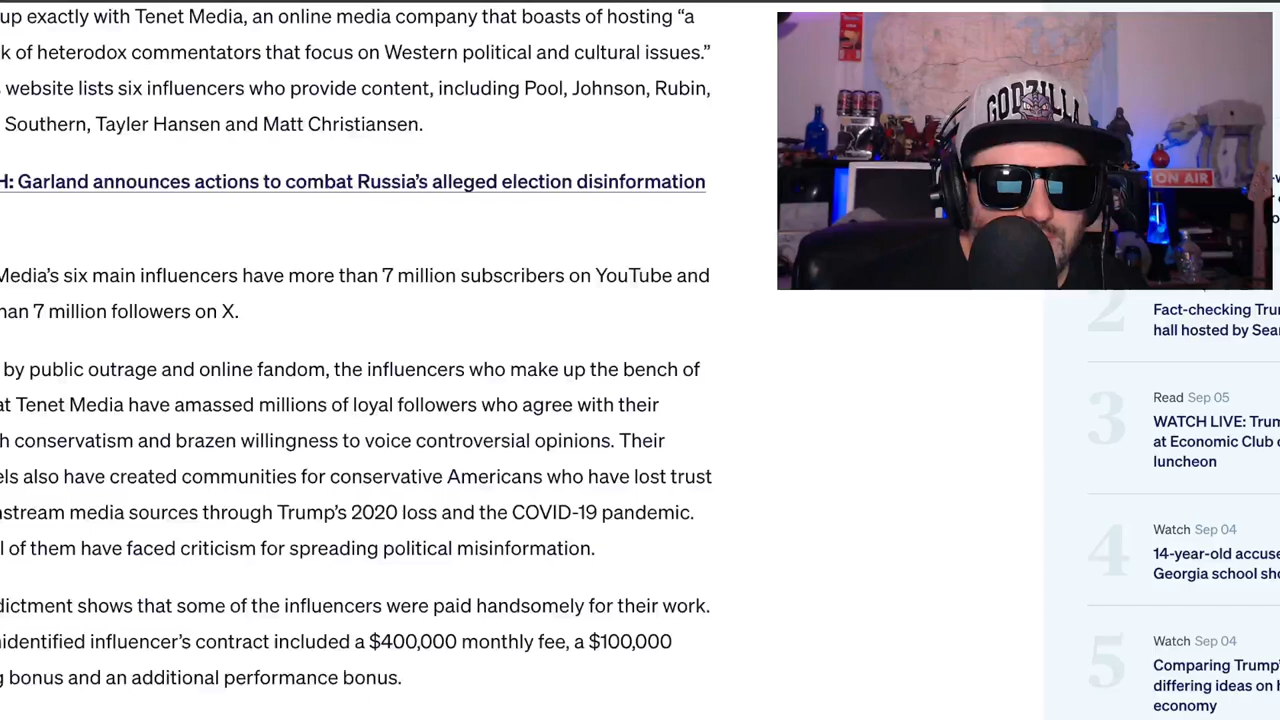 up exactly with Tenet Media, an online media company that boasts of hosting “a
k of heterodox commentators that focus on Western political and cultural issues.”
website lists six influencers who provide content, including Pool, Johnson, Rubin,
Southern, Tayler Hansen and Matt Christiansen.
H: Garland announces actions to combat Russia’s alleged election disinformation
Media’s six main influencers have more than 7 million subscribers on YouTube and
han 7 million followers on X.
by public outrage and online fandom, the influencers who make up the bench of
at Tenet Media have amassed millions of loyal followers who agree with their
h conservatism and brazen willingness to voice controversial opinions. Their
els also have created communities for conservative Americans who have lost trust
nstream media sources through Trump’s 2020 loss and the COVID-19 pandemic.
l of them have faced criticism for spreading political misinformation.
dictment shows that some of the influencers were paid handsomely for their work.
nidentified influencer’s contract included a $400,000 monthly fee, a $100,000
g bonus and an additional performance bonus.
GODZILLA
ON AIR
2
Fact-checking Tru
hall hosted by Sea
3
Read Sep 05
WATCH LIVE: Trum
at Economic Club
luncheon
4
Watch Sep 04
14-year-old accuse
Georgia school sh
5
Watch Sep 04
Comparing Trump’
differing ideas on h
economy